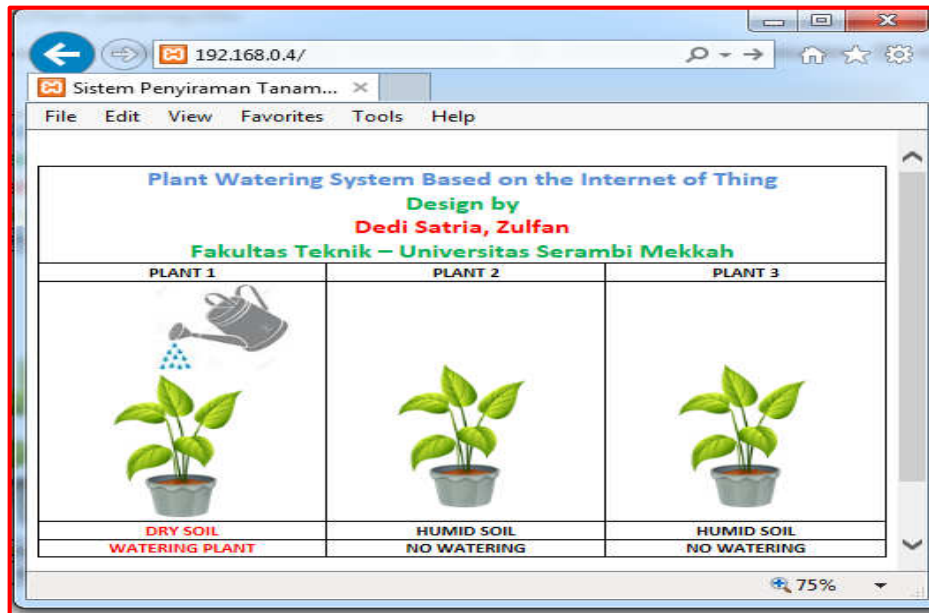 192.168.0.4/
Sistem Penyiraman Tanam...
File Edit View Favorites Tools Help
Plant Watering System Based on the Internet of Thing
Design by
Dedi Satria, Zulfan
Fakultas Teknik – Universitas Serambi Mekkah
PLANT 1 PLANT 2 PLANT 3
DRY SOIL HUMID SOIL HUMID SOIL
WATERING PLANT NO WATERING NO WATERING
75%